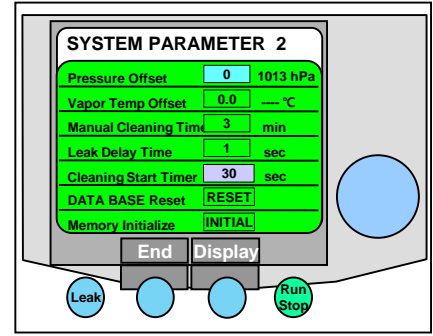 SYSTEM PARAMETER 2
Pressure Offset 0 1013 hPa
Vapor Temp Offset 0.0 ---- ℃
Manual Cleaning Time 3 min
Leak Delay Time 1 sec
Cleaning Start Timer 30 sec
DATA BASE Reset RESET
Memory Initialize INITIAL
End Display
Leak
Run
Stop